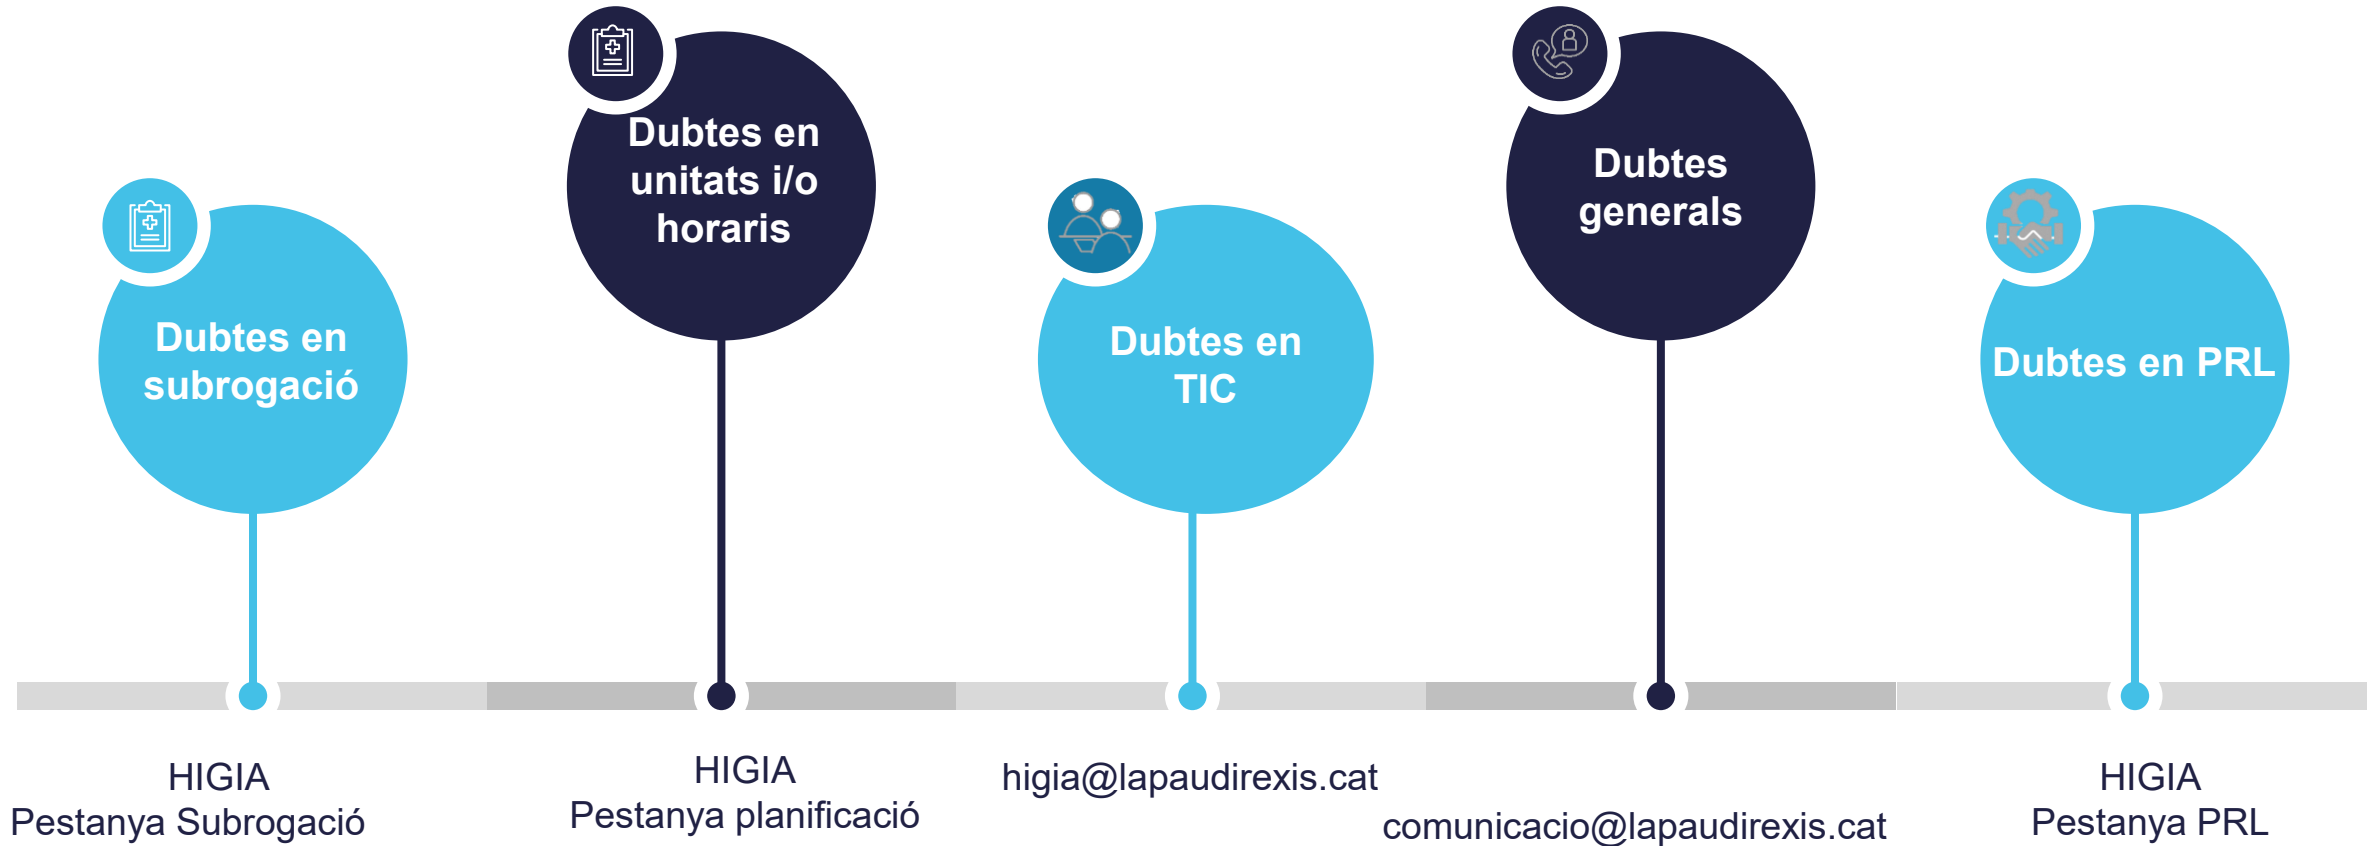 Dubtes en
subrogació
Dubtes en
unitats i/o
horaris
Dubtes en
TIC
Dubtes
generals
Dubtes en PRL
HIGIA
Pestanya Subrogació
HIGIA
Pestanya planificació
higia@lapaudirexis.cat
comunicacio@lapaudirexis.cat
HIGIA
Pestanya PRL